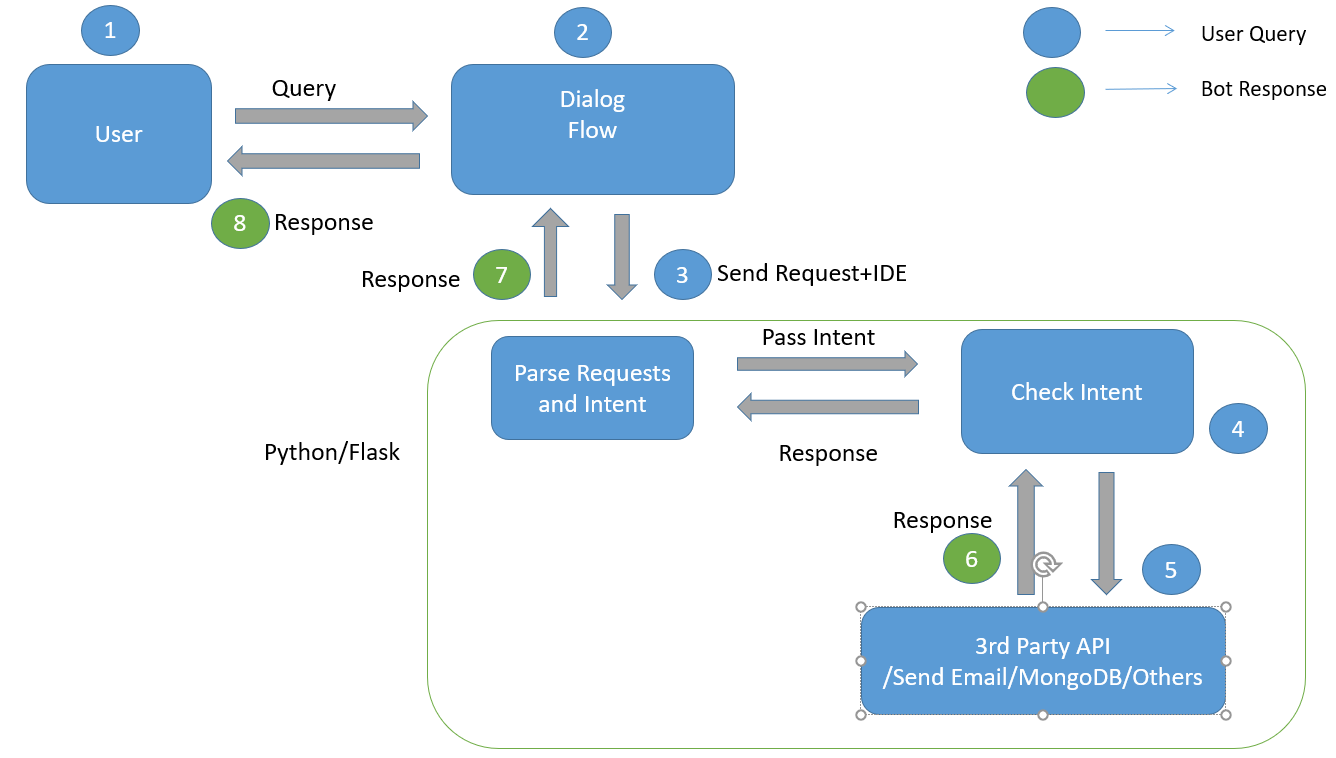 1
2
User Query
Bot Response
Query
User
Dialog
Flow
8
Response
Response
7
3
Send Request+IDE
Pass Intent
Parse Requests
and Intent
Check Intent
4
Response
Python/Flask
Response
6
5
3rd Party API
/Send Email/MongoDB/Others